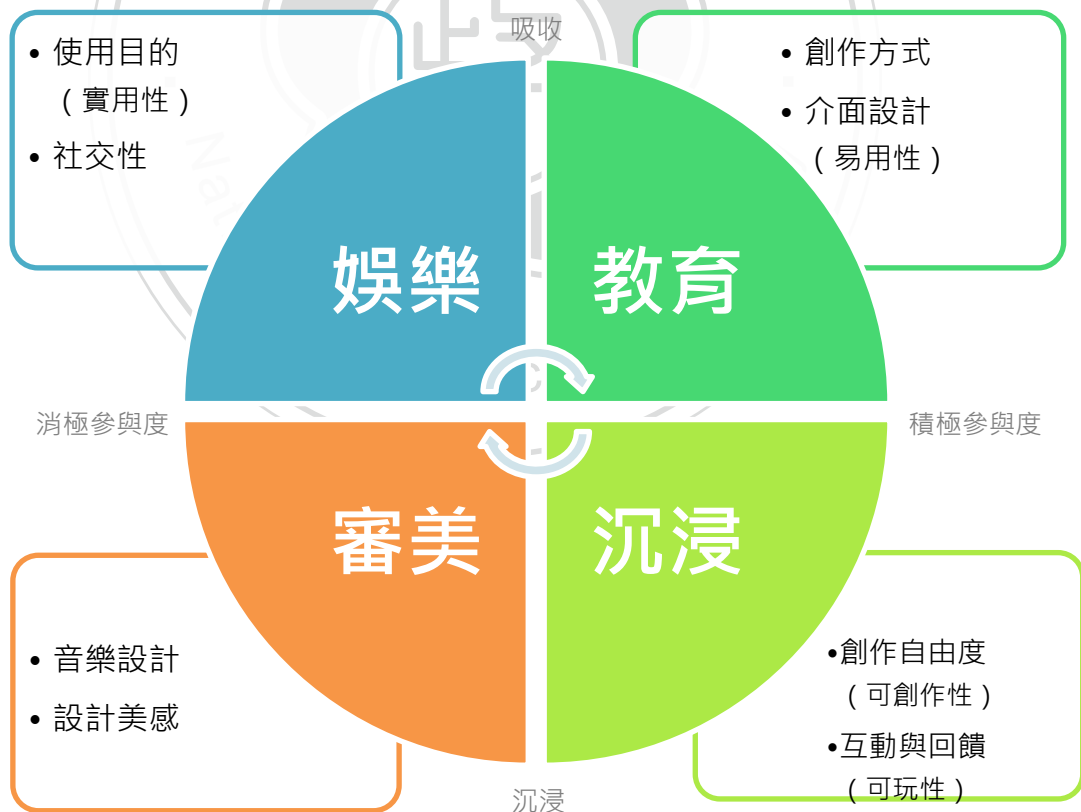 吸收
• 使用目的
（實用性）
• 社交性
• 創作方式
• 介面設計
（易用性）
娛樂
教育
消極參與度
積極參與度
審美
沉浸
• 音樂設計
• 設計美感
•創作自由度
（可創作性）
•互動與回饋
（可玩性）
沉浸